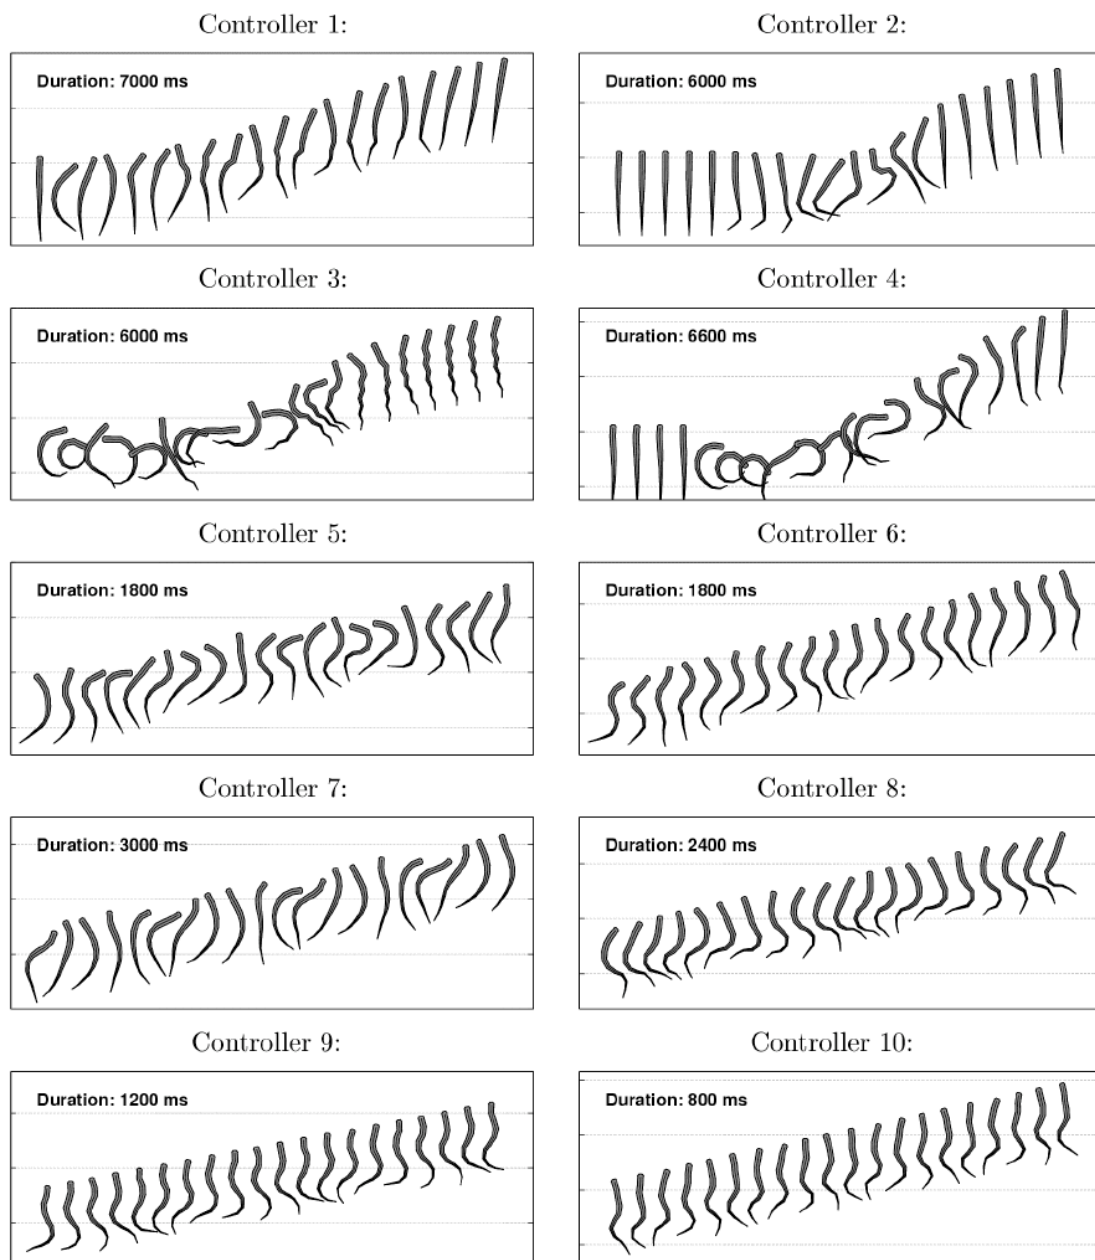 Controller 1:
Controller 2:
Duration: 7000 ms
Duration: 6000 ms
Controller 3:
Controller 4:
Duration: 6000 ms
Duration: 6600 ms
Controller 5:
Controller 6:
Duration: 1800 ms
Duration: 1800 ms
Controller 7:
Controller 8:
Duration: 3000 ms
Duration: 2400 ms
Controller 9:
Controller 10:
Duration: 1200 ms
Duration: 800 ms